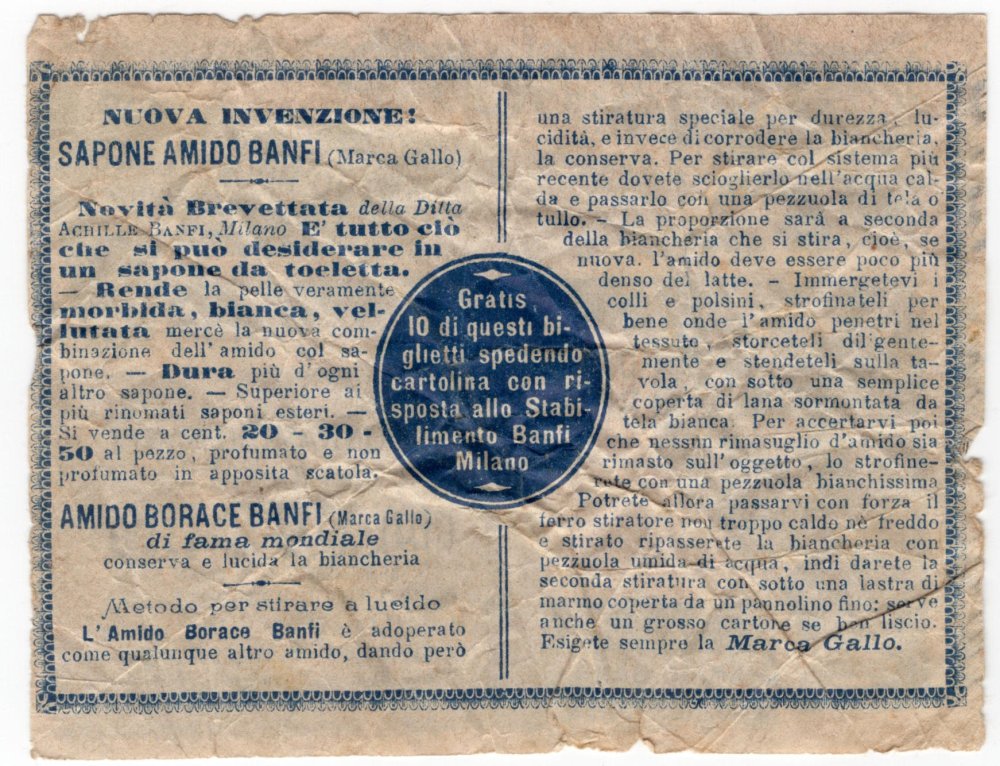 NUOVA INVENZIONE!
SAPONE AMIDO BANFI (Marca Gallo)
Novità Brevettata della Ditta
ACHILLE BANFI, Milano E' tutto ciò
che si può desiderare in
un sapone da toeletta.
— Rende la pelle veramente
morbida, bianca, vel-
lutata mercè la nuova com-
binazione dell'amido col sa-
pone. — Dura più d'ogni
altro sapone. — Superiore ai
più rinomati saponi esteri. —
Si vende a cent. 20 - 30 -
50 al pezzo, profumato e non
profumato in apposita scatola.
AMIDO BORACE BANFI (Marca Gallo)
di fama mondiale
conserva e lucida la biancheria
Metodo per stirare a lucido
L'Amido Borace Banfi è adoperato
come qualunque altro amido, dando però
Gratis
10 di questi bi-
glietti spedendo
cartolina con ri-
sposta allo Stabi-
limento Banfi
Milano
una stiratura speciale per durezza, lu-
cidità, e invece di corrodere la biancheria,
la conserva. Per stirare col sistema più
recente dovete scioglierlo nell'acqua cal-
da e passarlo con una pezzuola di tela o
tullo. - La proporzione sarà a seconda
della biancheria che si stira, cioè, se
nuova. l'amido deve essere poco più
denso del latte. - Immergetevi i
colli e polsini, strofinateli per
bene onde l'amido penetri nel
tessuto, storceteli diligente-
mente e stendeteli sulla ta-
vola, con sotto una semplice
coperta di lana sormontata da
tela bianca. Per accertarvi poi
che nessun rimasuglio d'amido sia
rimasto sull'oggetto, lo strofine-
rete con una pezzuola bianchissima
Potrete allora passarvi con forza il
ferro stiratore non troppo caldo nè freddo
e stirato ripasserete la biancheria con
pezzuola umida di acqua, indi darete la
seconda stiratura con sotto una lastra di
marmo coperta da un pannolino fino: serve
anche un grosso cartone se ben liscio.
Esigete sempre la Marca Gallo.